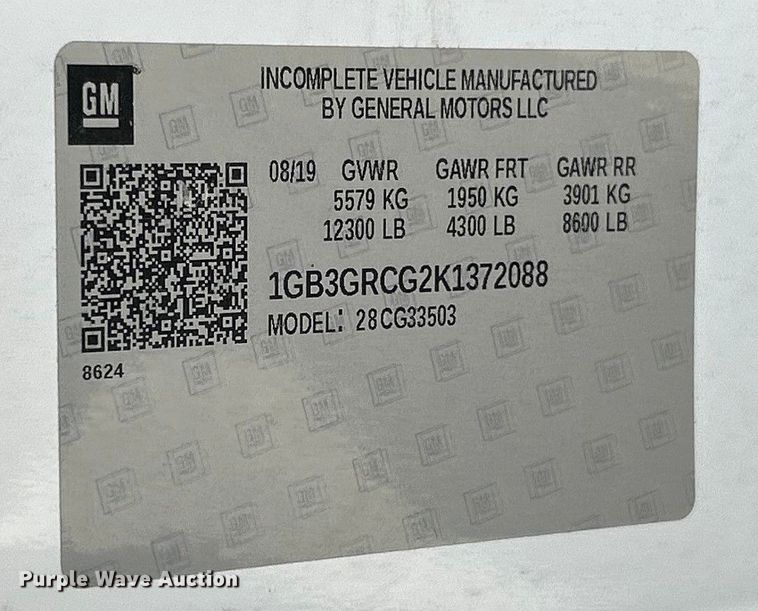 GM
INCOMPLETE VEHICLE MANUFACTURED
BY GENERAL MOTORS LLC
08/19 GVWR GAWR FRT GAWR RR
5579 KG 1950 KG 3901 KG
12300 LB 4300 LB 8600 LB
1GB3GRCG2K1372088
MODEL: 28CG33503
8624
Purple Wave Auction